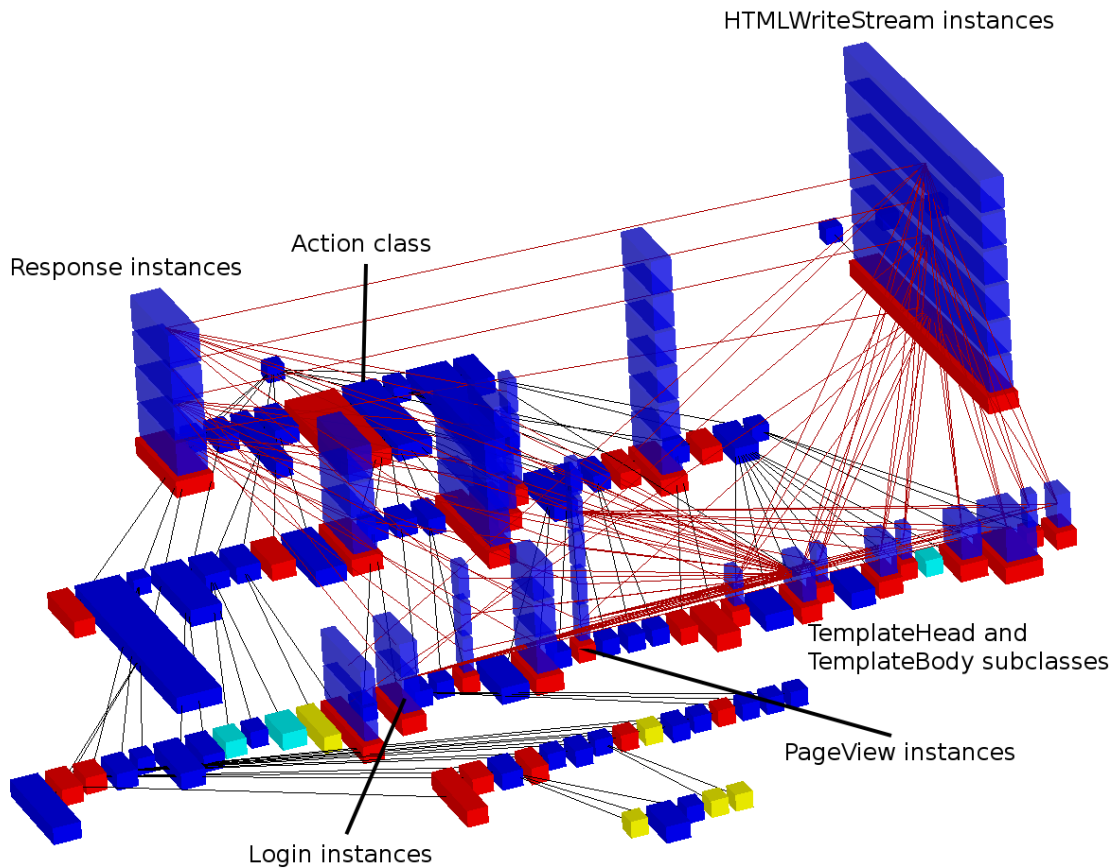 HTMLWriteStream instances
Action class
Response instances
TemplateHead and
TemplateBody subclasses
PageView instances
Login instances